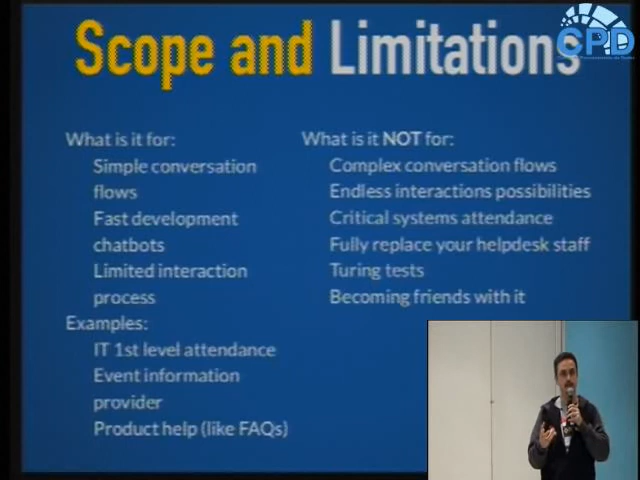 Scope and Limitations
CPD
What is it for:
Simple conversation
flows
Fast development
chatbots
Limited interaction
process
Examples:
IT 1st level attendance
Event information
provider
Product help (like FAQs)
What is it NOT for:
Complex conversation flows
Endless interactions possibilities
Critical systems attendance
Fully replace your helpdesk staff
Turing tests
Becoming friends with it